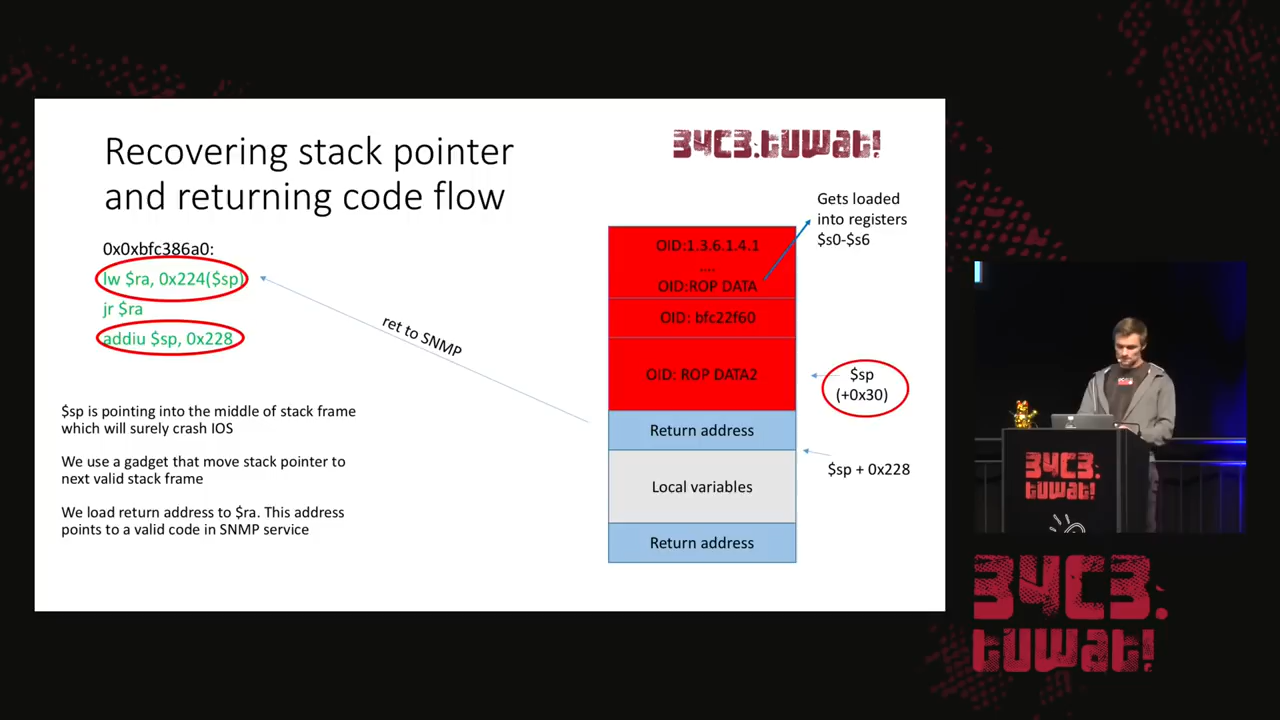 Recovering stack pointer
and returning code flow
34C3.tuwat!
0x0xbfc386a0:
lw $ra, 0x224($sp)
jr $ra
addiu $sp, 0x228
ret to SNMP
$sp is pointing into the middle of stack frame
which will surely crash IOS
We use a gadget that move stack pointer to
next valid stack frame
We load return address to $ra. This address
points to a valid code in SNMP service
Gets loaded
into registers
$s0-$s6
OID:1.3.6.1.4.1
....
OID:ROP DATA
OID: bfc22f60
OID: ROP DATA2
$sp
(+0x30)
Return address
$sp + 0x228
Local variables
Return address
34C3.
tuwat!
34C3.
tuwat!